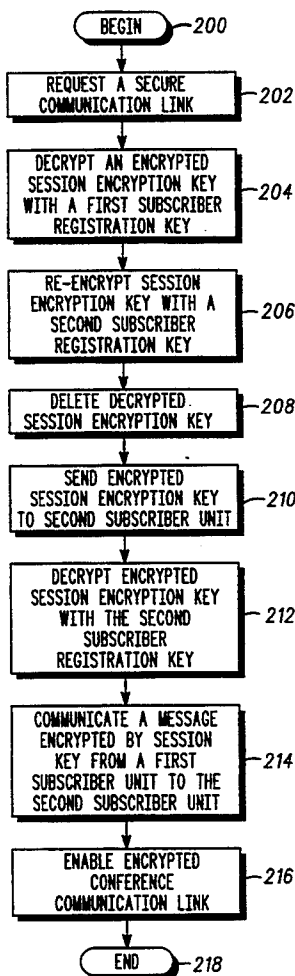 BEGIN 200
REQUEST A SECURE
COMMUNICATION LINK 202
DECRYPT AN ENCRYPTED
SESSION ENCRYPTION KEY
WITH A FIRST SUBSCRIBER
REGISTRATION KEY 204
RE-ENCRYPT SESSION
ENCRYPTION KEY WITH A
SECOND SUBSCRIBER
REGISTRATION KEY 206
DELETE DECRYPTED
SESSION ENCRYPTION KEY 208
SEND ENCRYPTED
SESSION ENCRYPTION KEY
TO SECOND SUBSCRIBER UNIT 210
DECRYPT ENCRYPTED
SESSION ENCRYPTION KEY
WITH THE SECOND
SUBSCRIBER
REGISTRATION KEY 212
COMMUNICATE A MESSAGE
ENCRYPTED BY SESSION
KEY FROM A FIRST
SUBSCRIBER UNIT TO THE
SECOND SUBSCRIBER UNIT 214
ENABLE ENCRYPTED
CONFERENCE
COMMUNICATION LINK 216
END 218